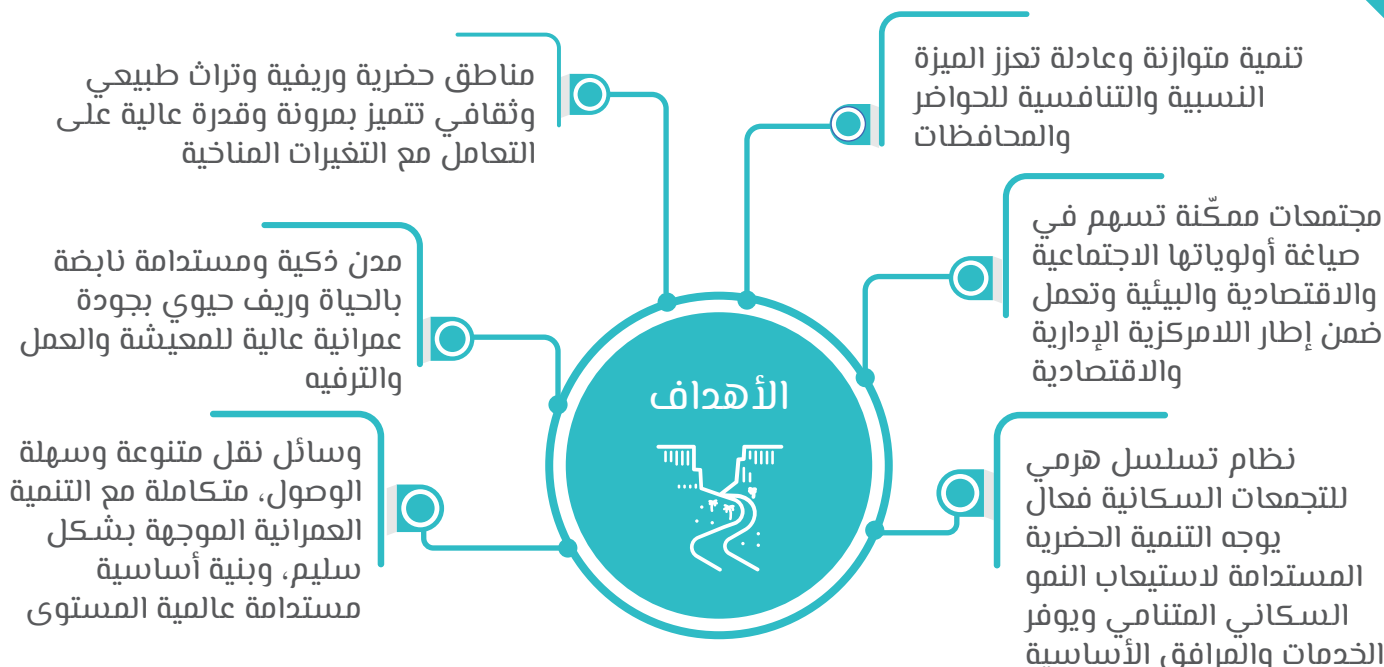 تنمية متوازنة وعادلة تعزز الميزة
النسبية والتنافسية للحواضر
والمحافظات
مجتمعات ممكّنة تسهم في
صياغة أولوياتها الاجتماعية
والاقتصادية والبيئية وتعمل
ضمن إطار اللامركزية الإدارية
والاقتصادية
نظام تسلسل هرمي
للتجمعات السكانية فعال
يوجه التنمية الحضرية
المستدامة لاستيعاب النمو
السكاني المتنامي ويوفر
الخدمات والمرافق الأساسية
الأهداف
مناطق حضرية وريفية وتراث طبيعي
وثقافي تتميز بمرونة وقدرة عالية على
التعامل مع التغيرات المناخية
مدن ذكية ومستدامة نابضة
بالحياة وريف حيوي بجودة
عمرانية عالية للمعيشة والعمل
والترفيه
وسائل نقل متنوعة وسهلة
الوصول، متكاملة مع التنمية
العمرانية الموجهة بشكل
سليم، وبنية أساسية
مستدامة عالمية المستوى